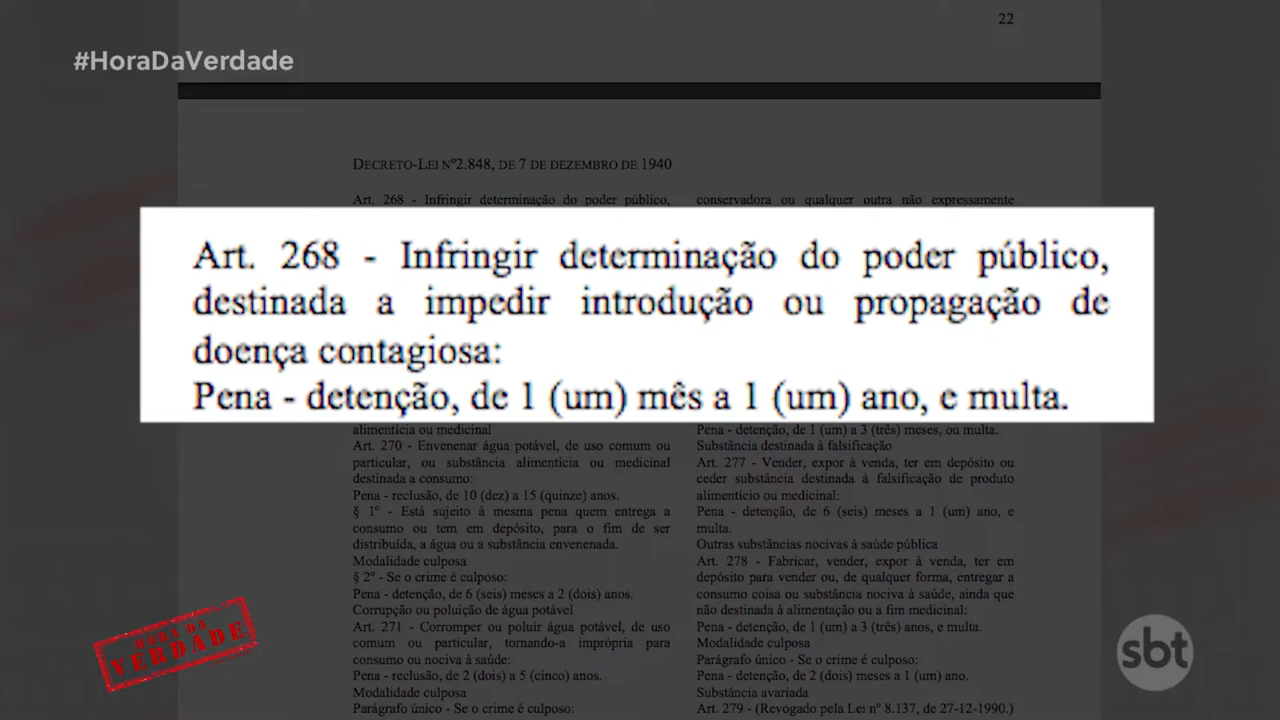 22
#HoraDaVerdade
DECRETO-LEI Nº2.848, DE 7 DE DEZEMBRO DE 1940
Art. 268 - Infringir determinação do poder público,
conservadora ou qualquer outra não expressamente
Art. 268 - Infringir determinação do poder público,
destinada a impedir introdução ou propagação de
doença contagiosa:
Pena - detenção, de 1 (um) mês a 1 (um) ano, e multa.
alimentícia ou medicinal
Art. 270 - Envenenar água potável, de uso comum ou
particular, ou substância alimentícia ou medicinal
destinada a consumo:
Pena - reclusão, de 10 (dez) a 15 (quinze) anos.
§ 1º - Está sujeito à mesma pena quem entrega a
consumo ou tem em depósito, para o fim de ser
distribuída, a água ou a substância envenenada.
Modalidade culposa
§ 2º - Se o crime é culposo:
Pena - detenção, de 6 (seis) meses a 2 (dois) anos.
Corrupção ou poluição de água potável
Art. 271 - Corromper ou poluir água potável, de uso
comum ou particular, tornando-a imprópria para
consumo ou nociva à saúde:
Pena - reclusão, de 2 (dois) a 5 (cinco) anos.
Modalidade culposa
Parágrafo único - Se o crime é culposo:
Pena - detenção, de 1 (um) a 3 (três) meses, ou multa.
Substância destinada à falsificação
Art. 277 - Vender, expor à venda, ter em depósito ou
ceder substância destinada à falsificação de produto
alimentício ou medicinal:
Pena - detenção, de 6 (seis) meses a 1 (um) ano, e
multa.
Outras substâncias nocivas à saúde pública
Art. 278 - Fabricar, vender, expor à venda, ter em
depósito para vender ou, de qualquer forma, entregar a
consumo coisa ou substância nociva à saúde, ainda que
não destinada à alimentação ou a fim medicinal:
Pena - detenção, de 1 (um) a 3 (três) anos, e multa.
Modalidade culposa
Parágrafo único - Se o crime é culposo:
Pena - detenção, de 2 (dois) meses a 1 (um) ano.
Substância avariada
Art. 279 - (Revogado pela Lei nº 8.137, de 27-12-1990.)
HORA DA
VERDADE
sbt